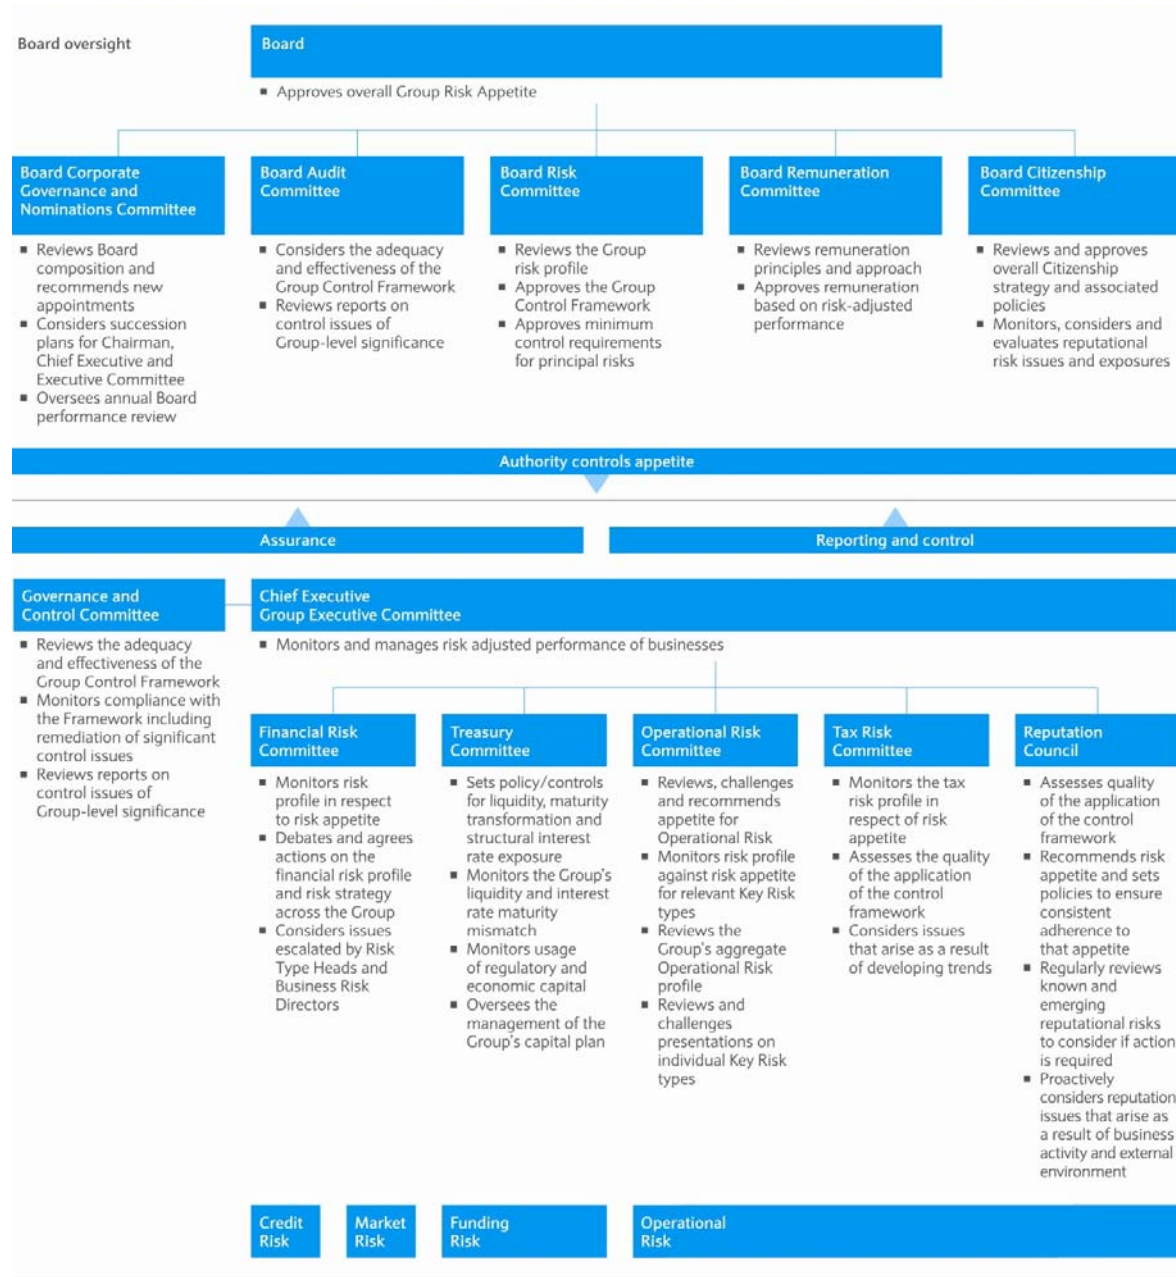 Board oversight
Board
▪ Approves overall Group Risk Appetite
Board Corporate
Governance and
Nominations Committee
▪ Reviews Board
composition and
recommends new
appointments
▪ Considers succession
plans for Chairman,
Chief Executive and
Executive Committee
▪ Oversees annual Board
performance review
Board Audit
Committee
▪ Considers the adequacy
and effectiveness of the
Group Control Framework
▪ Reviews reports on
control issues of
Group-level significance
Board Risk
Committee
▪ Reviews the Group
risk profile
▪ Approves the Group
Control Framework
▪ Approves minimum
control requirements
for principal risks
Board Remuneration
Committee
▪ Reviews remuneration
principles and approach
▪ Approves remuneration
based on risk-adjusted
performance
Board Citizenship
Committee
▪ Reviews and approves
overall Citizenship
strategy and associated
policies
▪ Monitors, considers and
evaluates reputational
risk issues and exposures
Authority controls appetite
Assurance
Reporting and control
Governance and
Control Committee
▪ Reviews the adequacy
and effectiveness of the
Group Control Framework
▪ Monitors compliance with
the Framework including
remediation of significant
control issues
▪ Reviews reports on
control issues of
Group-level significance
Chief Executive
Group Executive Committee
▪ Monitors and manages risk adjusted performance of businesses
Financial Risk
Committee
▪ Monitors risk
profile in respect
to risk appetite
▪ Debates and agrees
actions on the
financial risk profile
and risk strategy
across the Group
▪ Considers issues
escalated by Risk
Type Heads and
Business Risk
Directors
Treasury
Committee
▪ Sets policy/controls
for liquidity, maturity
transformation and
structural interest
rate exposure
▪ Monitors the Group's
liquidity and interest
rate maturity
mismatch
▪ Monitors usage
of regulatory and
economic capital
▪ Oversees the
management of the
Group's capital plan
Operational Risk
Committee
▪ Reviews, challenges
and recommends
appetite for
Operational Risk
▪ Monitors risk profile
against risk appetite
for relevant Key Risk
types
▪ Reviews the
Group's aggregate
Operational Risk
profile
▪ Reviews and
challenges
presentations on
individual Key Risk
types
Tax Risk
Committee
▪ Monitors the tax
risk profile in
respect of risk
appetite
▪ Assesses the quality
of the application
of the control
framework
▪ Considers issues
that arise as a result
of developing trends
Reputation
Council
▪ Assesses quality
of the application
of the control
framework
▪ Recommends risk
appetite and sets
policies to ensure
consistent
adherence to
that appetite
▪ Regularly reviews
known and
emerging
reputational risks
to consider if action
is required
▪ Proactively
considers reputation
issues that arise as
a result of business
activity and external
environment
Credit
Risk
Market
Risk
Funding
Risk
Operational
Risk